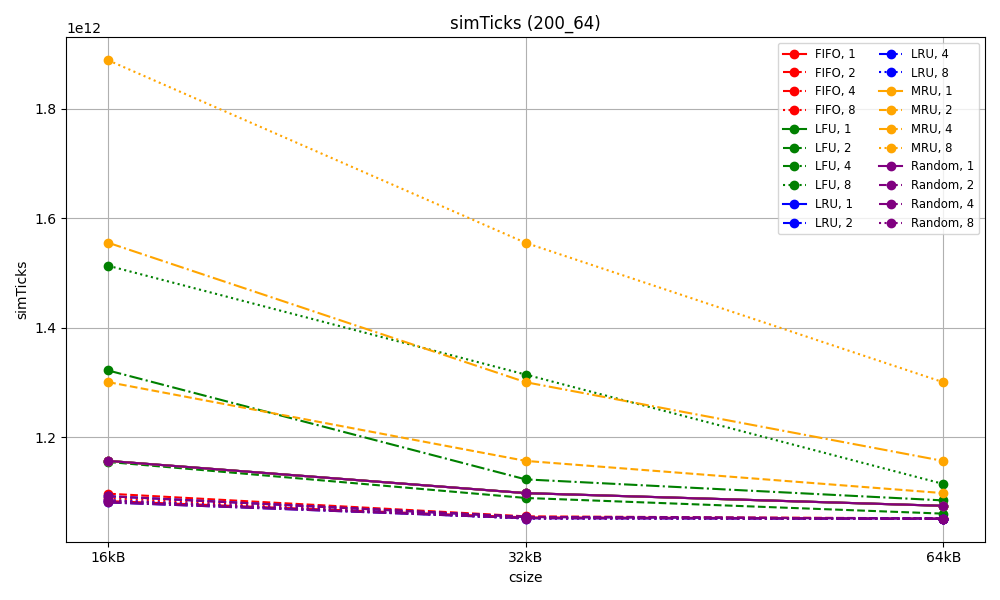 simTicks (200_64)
1e12
1.8
1.6
1.4
1.2
simTicks
16kB
32kB
64kB
csize
FIFO, 1
FIFO, 2
FIFO, 4
FIFO, 8
LFU, 1
LFU, 2
LFU, 4
LFU, 8
LRU, 1
LRU, 2
LRU, 4
LRU, 8
MRU, 1
MRU, 2
MRU, 4
MRU, 8
Random, 1
Random, 2
Random, 4
Random, 8